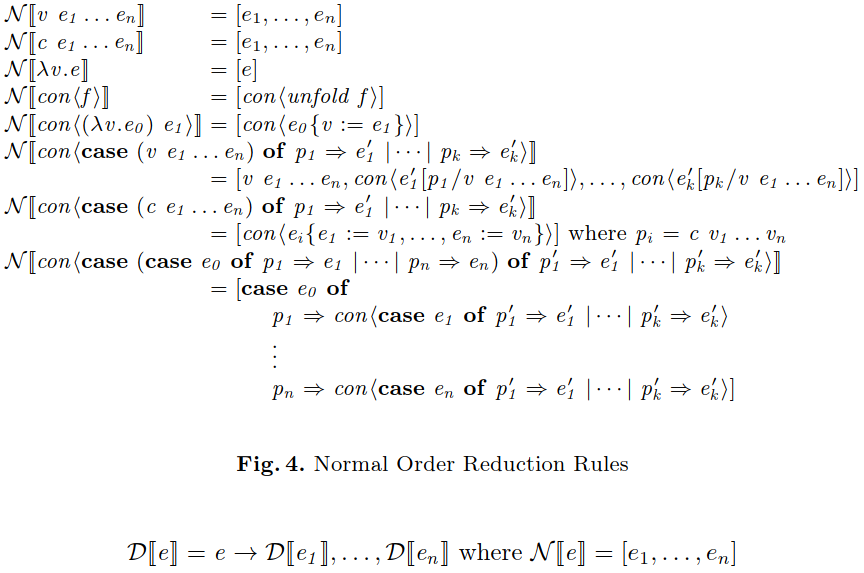 𝒩⟦v e₁ … eₙ⟧ = [e₁, …, eₙ]
𝒩⟦c e₁ … eₙ⟧ = [e₁, …, eₙ]
𝒩⟦λv.e⟧ = [e]
𝒩⟦con⟨f⟩⟧ = [con⟨unfold f⟩]
𝒩⟦con⟨(λv.e₀) e₁⟩⟧ = [con⟨e₀{v := e₁}⟩]
𝒩⟦con⟨case (v e₁ … eₙ) of p₁ ⇒ e′₁ | ⋯ | pₖ ⇒ e′ₖ⟩⟧
= [v e₁ … eₙ, con⟨e′₁[p₁/v e₁ … eₙ]⟩, …, con⟨e′ₖ[pₖ/v e₁ … eₙ]⟩]
𝒩⟦con⟨case (c e₁ … eₙ) of p₁ ⇒ e′₁ | ⋯ | pₖ ⇒ e′ₖ⟩⟧
= [con⟨eᵢ{e₁ := v₁, …, eₙ := vₙ}⟩] where pᵢ = c v₁ … vₙ
𝒩⟦con⟨case (case e₀ of p₁ ⇒ e₁ | ⋯ | pₙ ⇒ eₙ) of p′₁ ⇒ e′₁ | ⋯ | p′ₖ ⇒ e′ₖ⟩⟧
= [case e₀ of
p₁ ⇒ con⟨case e₁ of p′₁ ⇒ e′₁ | ⋯ | p′ₖ ⇒ e′ₖ⟩
⋮
pₙ ⇒ con⟨case eₙ of p′₁ ⇒ e′₁ | ⋯ | p′ₖ ⇒ e′ₖ⟩]
Fig. 4. Normal Order Reduction Rules
𝒟⟦e⟧ = e → 𝒟⟦e₁⟧, …, 𝒟⟦eₙ⟧ where 𝒩⟦e⟧ = [e₁, …, eₙ]